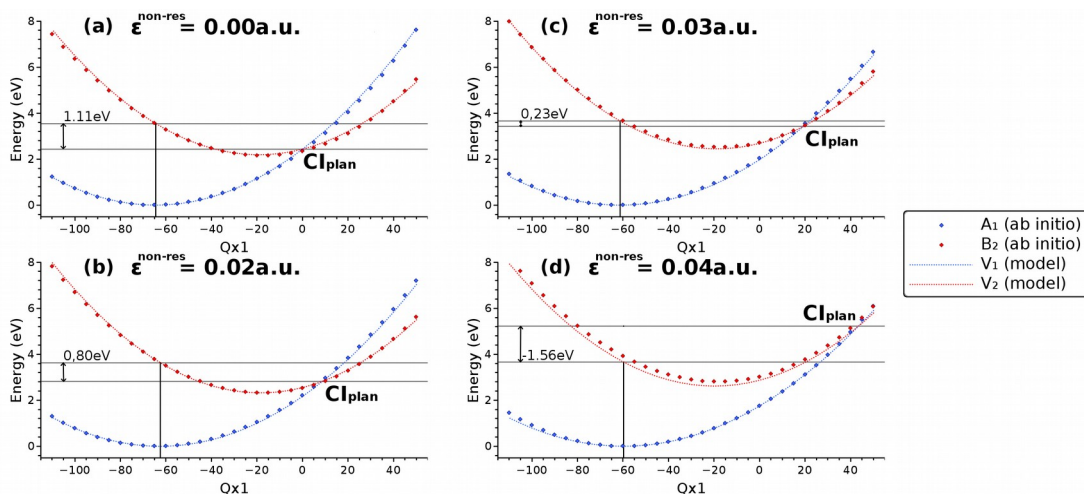 (a) ε non-res = 0.00a.u.
Energy (eV)
8
6
4
2
0
1.11eV
CIplan
−100 −80 −60 −40 −20 0 20 40
Qx1
(c) ε non-res = 0.03a.u.
Energy (eV)
8
6
4
2
0
0,23eV
CIplan
−100 −80 −60 −40 −20 0 20 40
Qx1
(b) ε non-res = 0.02a.u.
Energy (eV)
8
6
4
2
0
0,80eV
CIplan
−100 −80 −60 −40 −20 0 20 40
Qx1
(d) ε non-res = 0.04a.u.
Energy (eV)
8
6
4
2
0
-1.56eV
CIplan
−100 −80 −60 −40 −20 0 20 40
Qx1
A₁ (ab initio)
B₂ (ab initio)
V₁ (model)
V₂ (model)